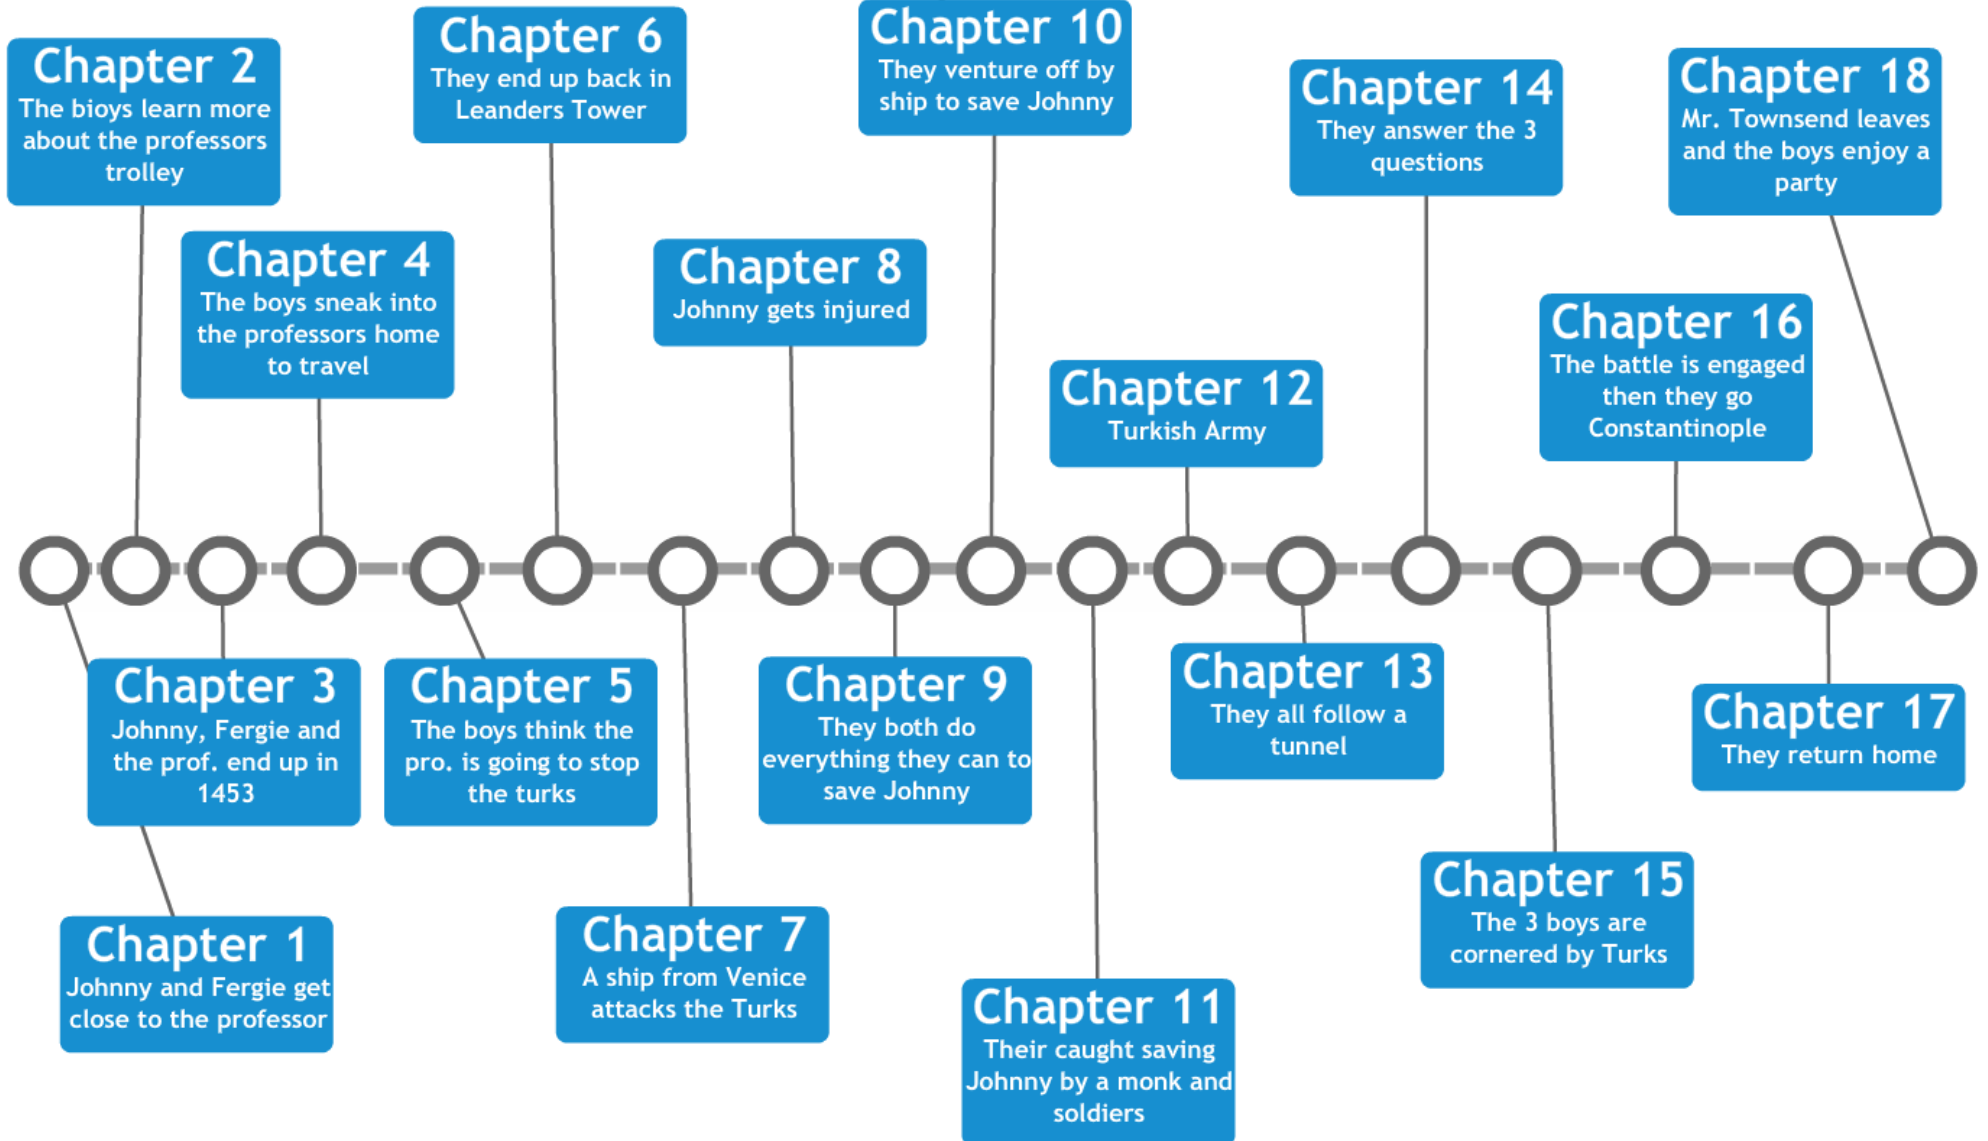 Chapter 1
Johnny and Fergie get
close to the professor
Chapter 2
The bioys learn more
about the professors
trolley
Chapter 3
Johnny, Fergie and
the prof. end up in
1453
Chapter 4
The boys sneak into
the professors home
to travel
Chapter 5
The boys think the
pro. is going to stop
the turks
Chapter 6
They end up back in
Leanders Tower
Chapter 7
A ship from Venice
attacks the Turks
Chapter 8
Johnny gets injured
Chapter 9
They both do
everything they can to
save Johnny
Chapter 10
They venture off by
ship to save Johnny
Chapter 11
Their caught saving
Johnny by a monk and
soldiers
Chapter 12
Turkish Army
Chapter 13
They all follow a
tunnel
Chapter 14
They answer the 3
questions
Chapter 15
The 3 boys are
cornered by Turks
Chapter 16
The battle is engaged
then they go
Constantinople
Chapter 17
They return home
Chapter 18
Mr. Townsend leaves
and the boys enjoy a
party